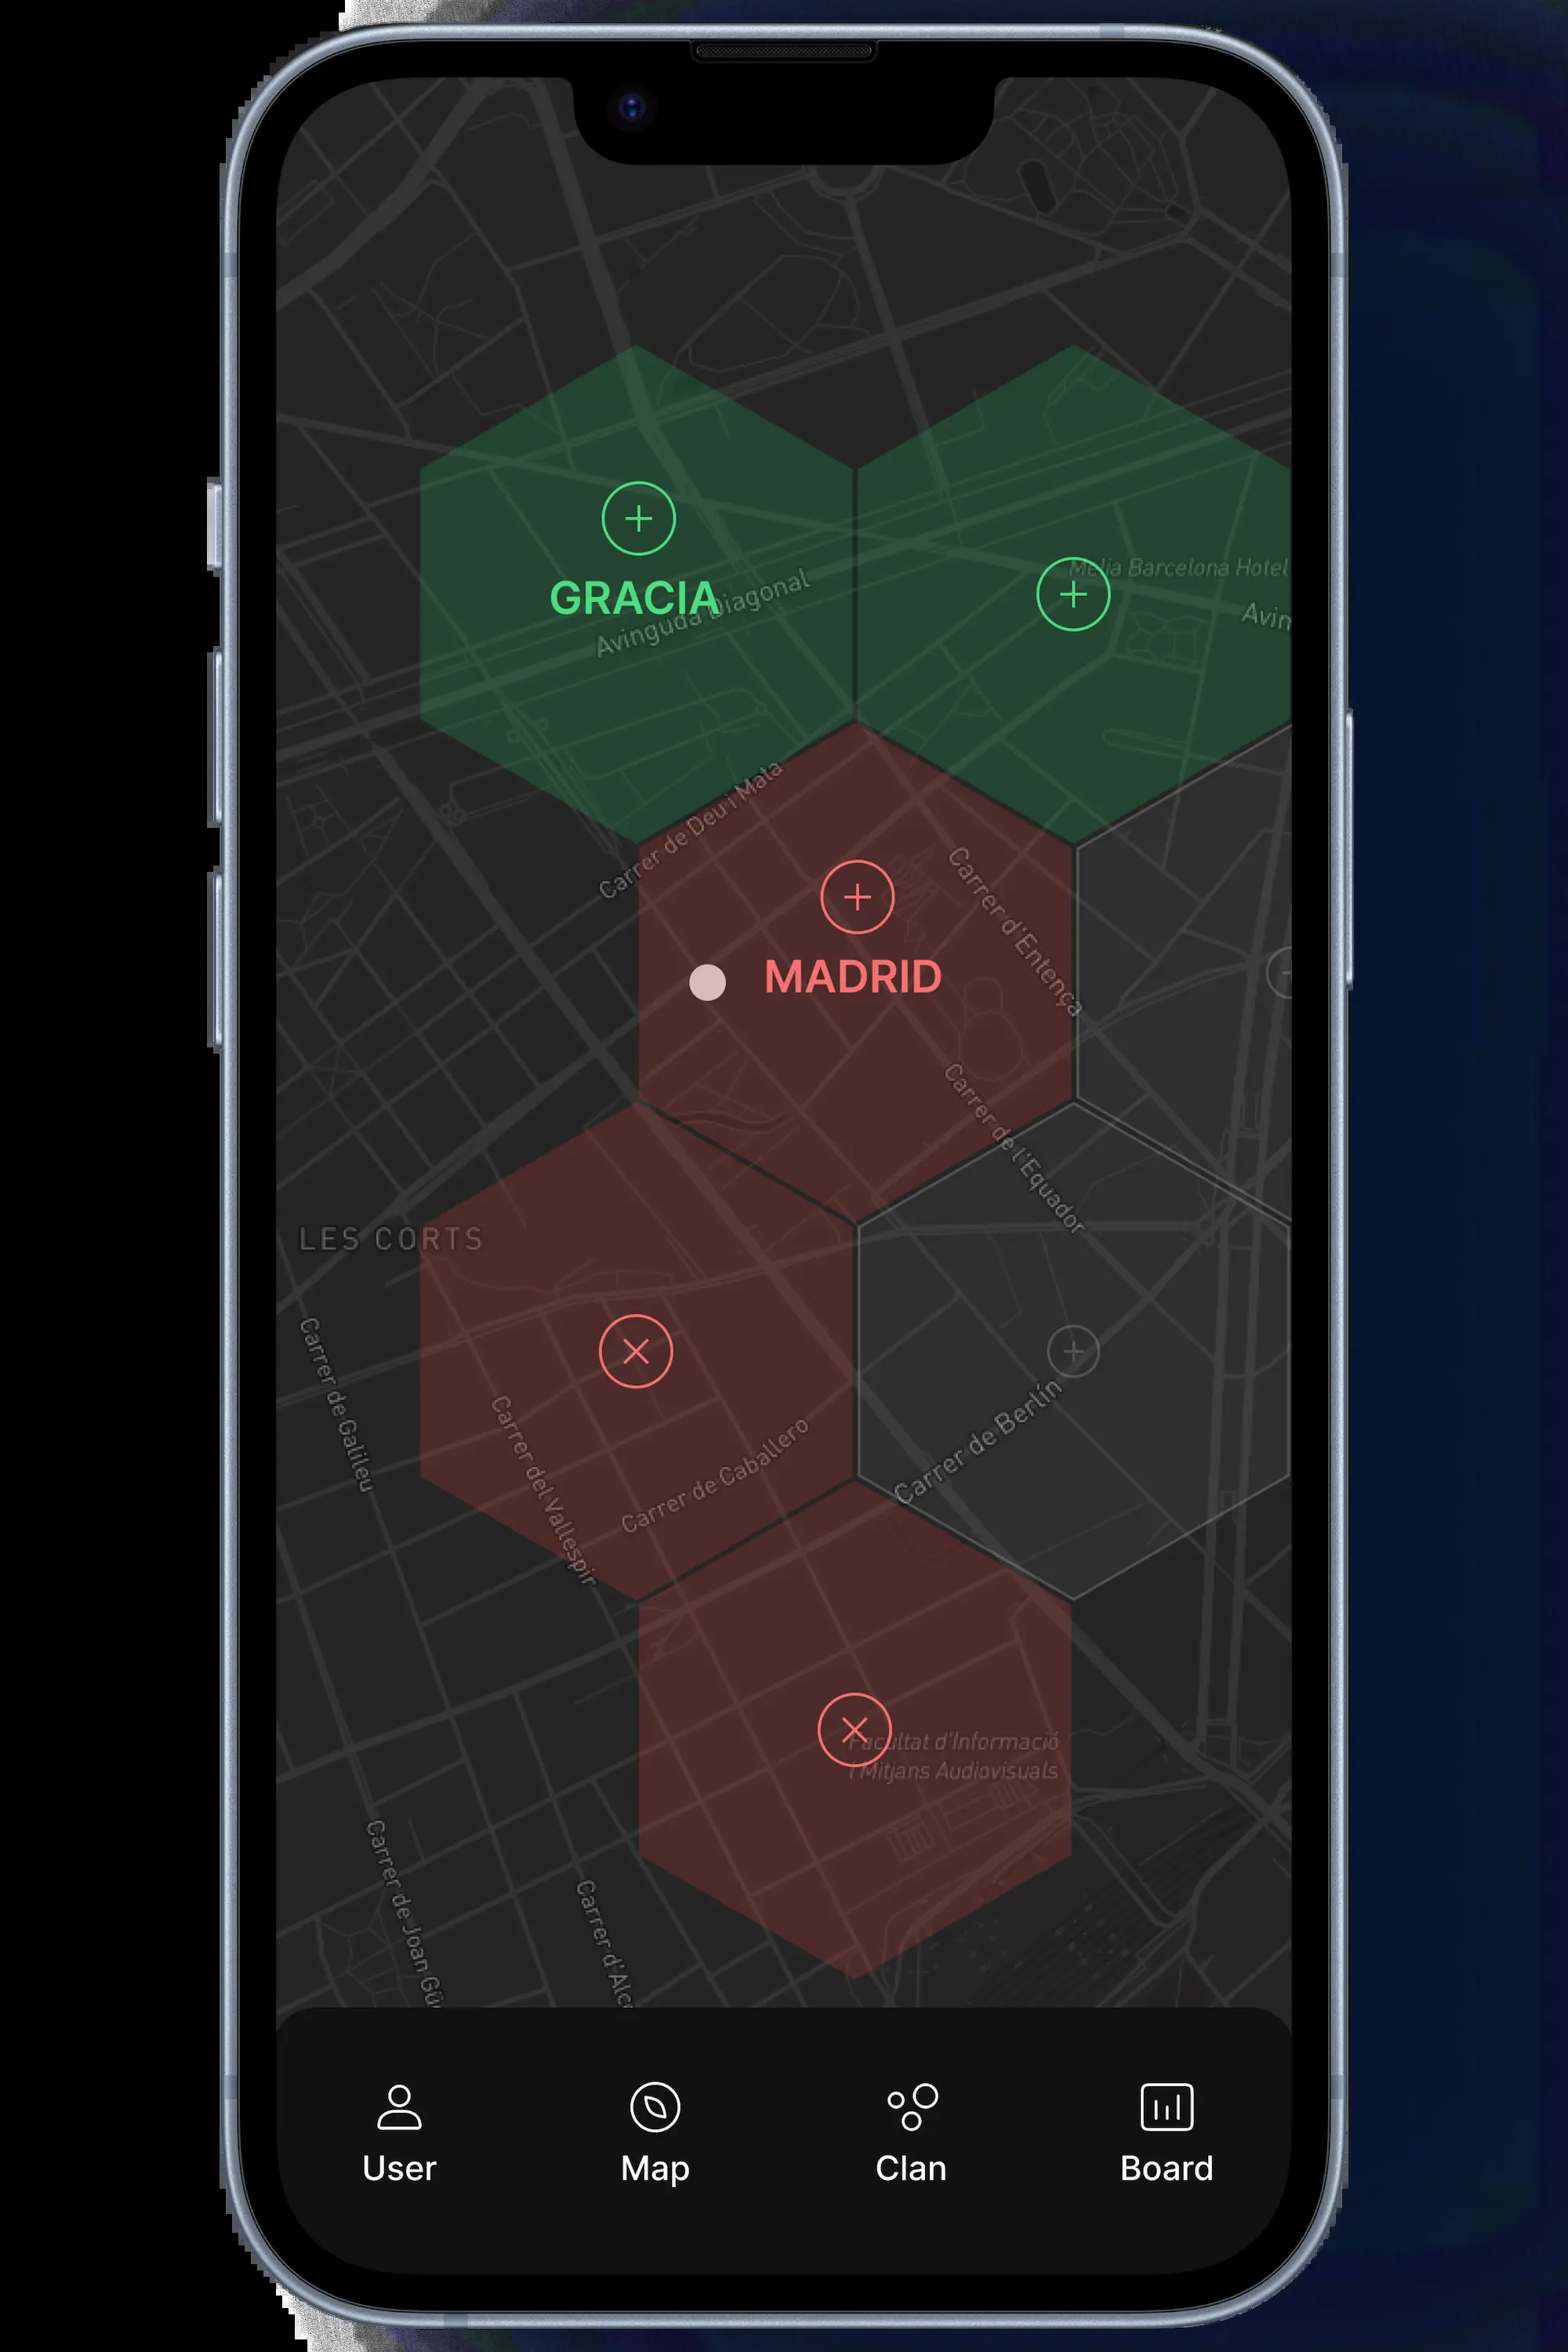 Melia Barcelona Hotel
GRACIA
Avinguda Diagonal
Avin
Carrer de Deu i Mata
Carrer d'Entença
MADRID
Carrer de l'Equador
LES CORTS
Carrer de Galileu
Carrer del Vallespir
Carrer de Caballero
Carrer de Berlín
Facultat d'Informació
i Mitjans Audiovisuals
Carrer de Joan Gü
Carrer d'Alc
User
Map
Clan
Board